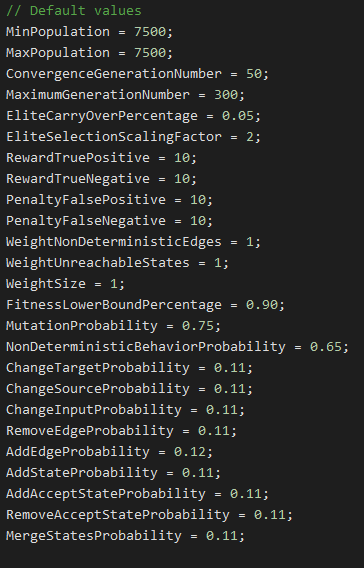 // Default values
MinPopulation = 7500;
MaxPopulation = 7500;
ConvergenceGenerationNumber = 50;
MaximumGenerationNumber = 300;
EliteCarryOverPercentage = 0.05;
EliteSelectionScalingFactor = 2;
RewardTruePositive = 10;
RewardTrueNegative = 10;
PenaltyFalsePositive = 10;
PenaltyFalseNegative = 10;
WeightNonDeterministicEdges = 1;
WeightUnreachableStates = 1;
WeightSize = 1;
FitnessLowerBoundPercentage = 0.90;
MutationProbability = 0.75;
NonDeterministicBehaviorProbability = 0.65;
ChangeTargetProbability = 0.11;
ChangeSourceProbability = 0.11;
ChangeInputProbability = 0.11;
RemoveEdgeProbability = 0.11;
AddEdgeProbability = 0.12;
AddStateProbability = 0.11;
AddAcceptStateProbability = 0.11;
RemoveAcceptStateProbability = 0.11;
MergeStatesProbability = 0.11;